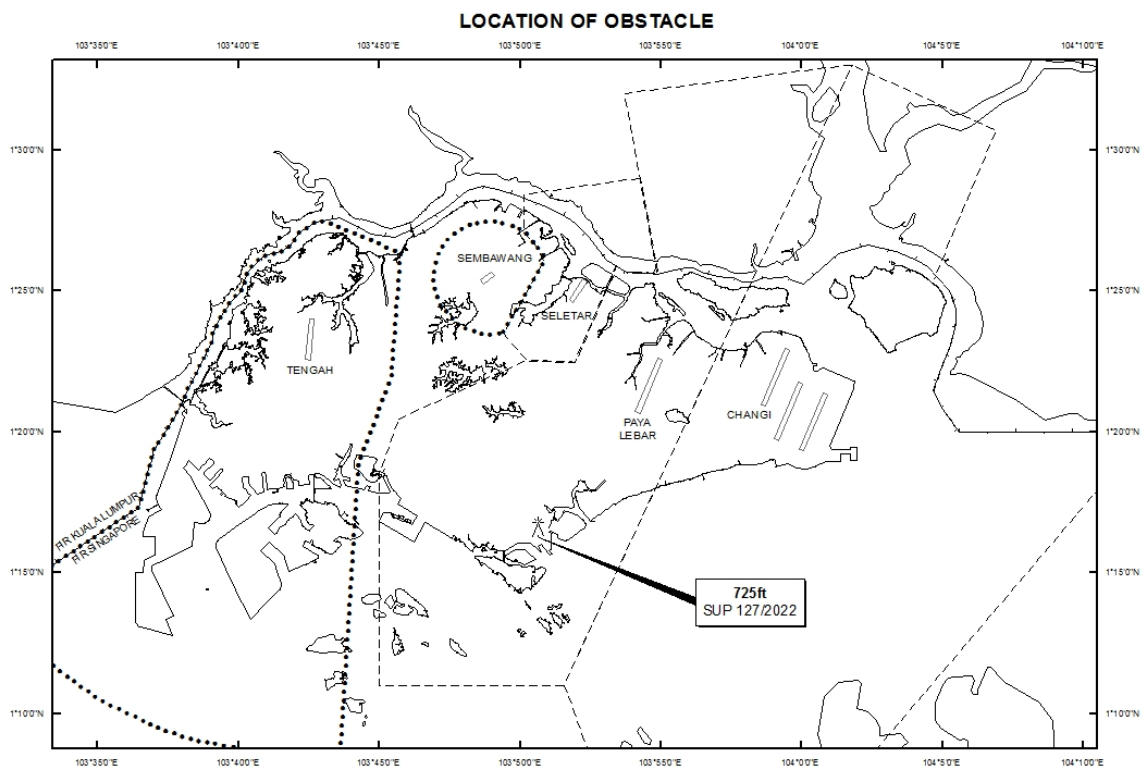 LOCATION OF OBSTACLE
103°35'0"E
103°40'0"E
103°45'0"E
103°50'0"E
103°55'0"E
104°0'0"E
104°5'0"E
104°10'0"E
1°30'0"N
1°30'0"N
SEMBAWANG
1°25'0"N
1°25'0"N
SELETAR
TENGAH
PAYA
LEBAR
CHANGI
1°20'0"N
1°20'0"N
FIR KUALA LUMPUR
FIR SINGAPORE
1°15'0"N
1°15'0"N
725ft
SUP 127/2022
1°10'0"N
1°10'0"N
103°35'0"E
103°40'0"E
103°45'0"E
103°50'0"E
103°55'0"E
104°0'0"E
104°5'0"E
104°10'0"E